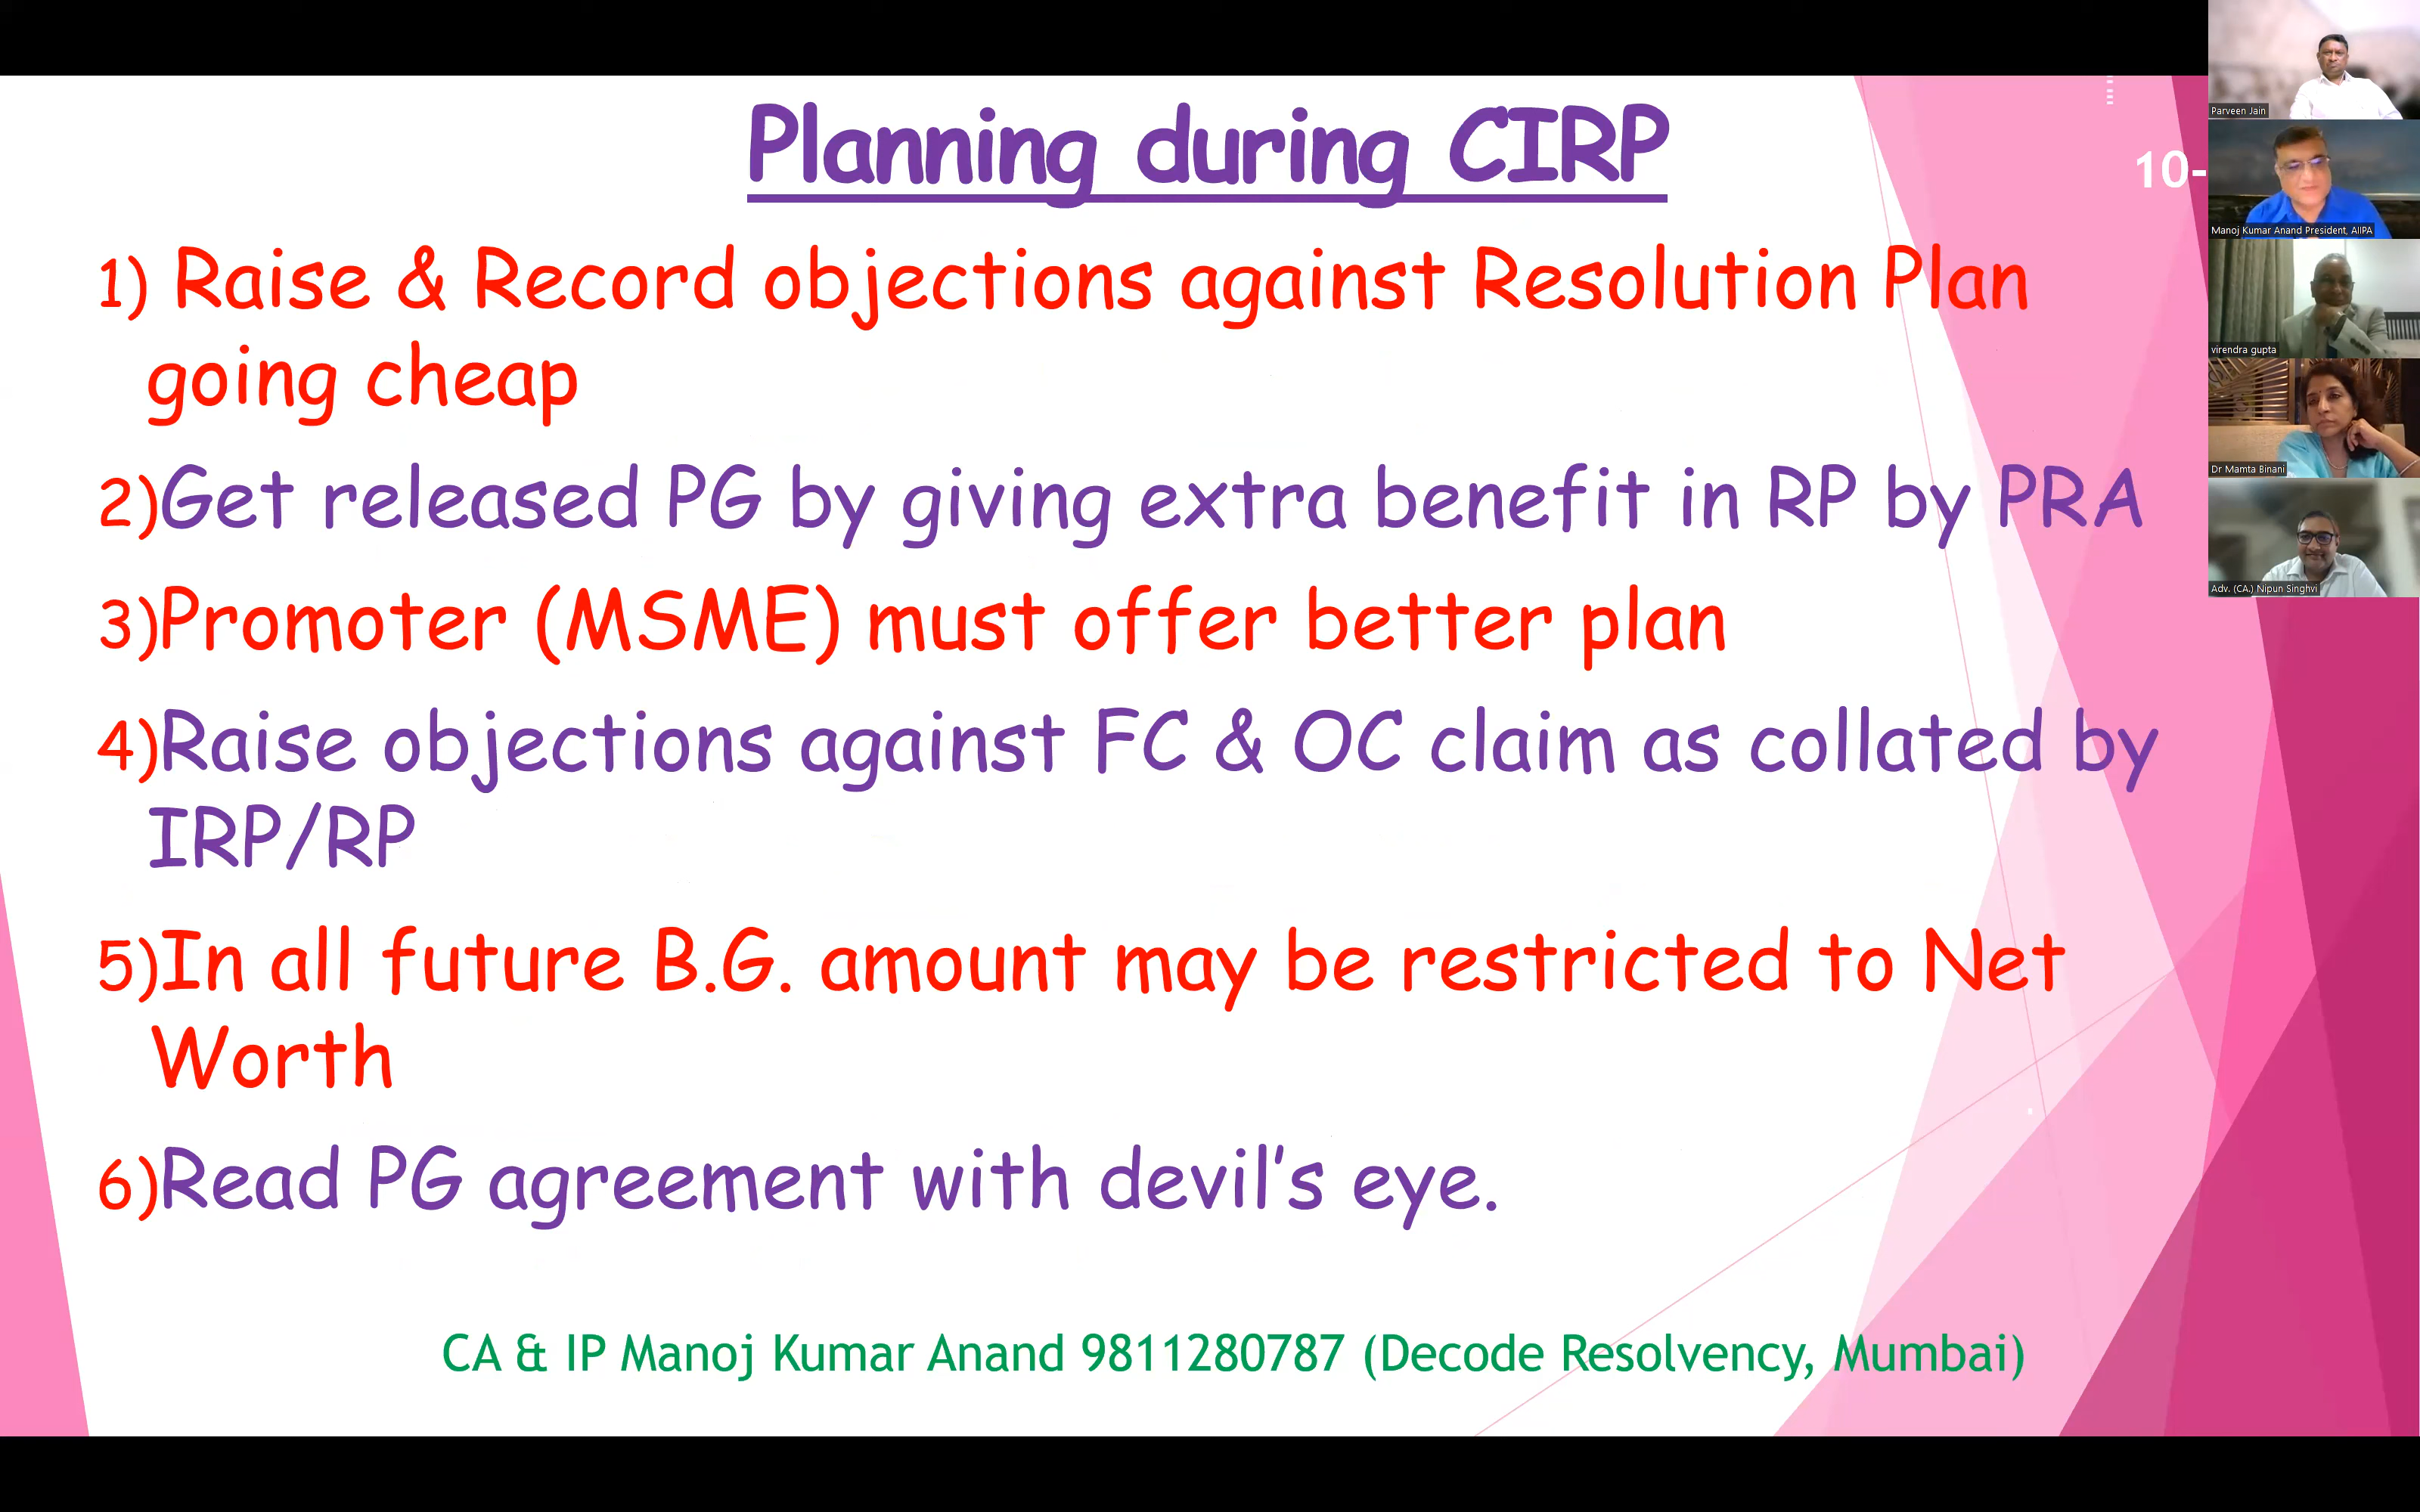 Planning during CIRP
10-
1) Raise & Record objections against Resolution Plan
going cheap
2)Get released PG by giving extra benefit in RP by PRA
3)Promoter (MSME) must offer better plan
4)Raise objections against FC & OC claim as collated by
IRP/RP
5)In all future B.G. amount may be restricted to Net
Worth
6)Read PG agreement with devil's eye.
CA & IP Manoj Kumar Anand 9811280787 (Decode Resolvency, Mumbai)
Parveen Jain
Manoj Kumar Anand President, AIIPA
virendra gupta
Dr Mamta Binani
Adv. (CA.) Nipun Singhvi